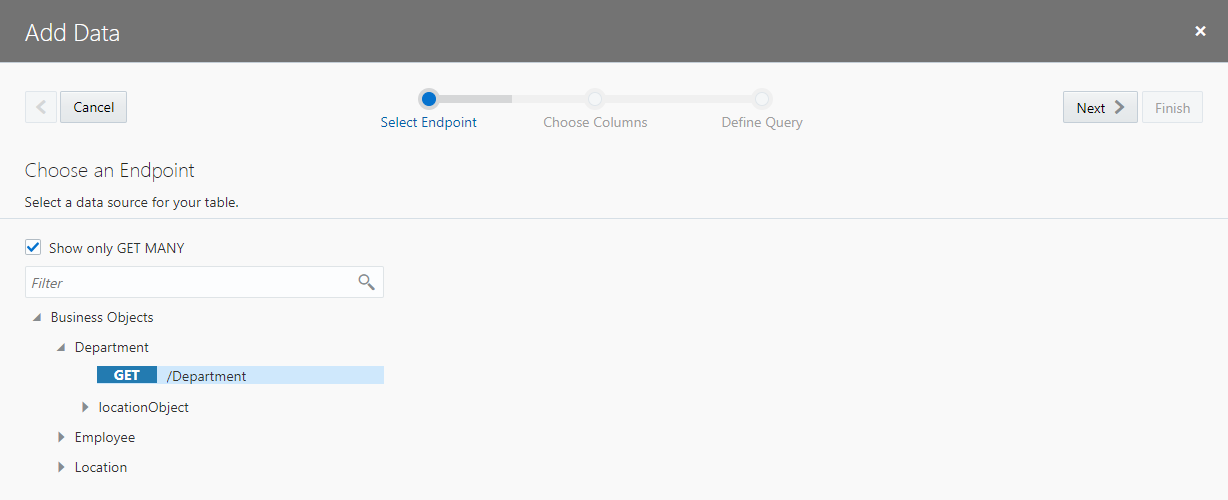 Add Data
Cancel
Next
Finish
Select Endpoint
Choose Columns
Define Query
Choose an Endpoint
Select a data source for your table.
Show only GET MANY
Filter
Business Objects
Department
GET /Department
locationObject
Employee
Location